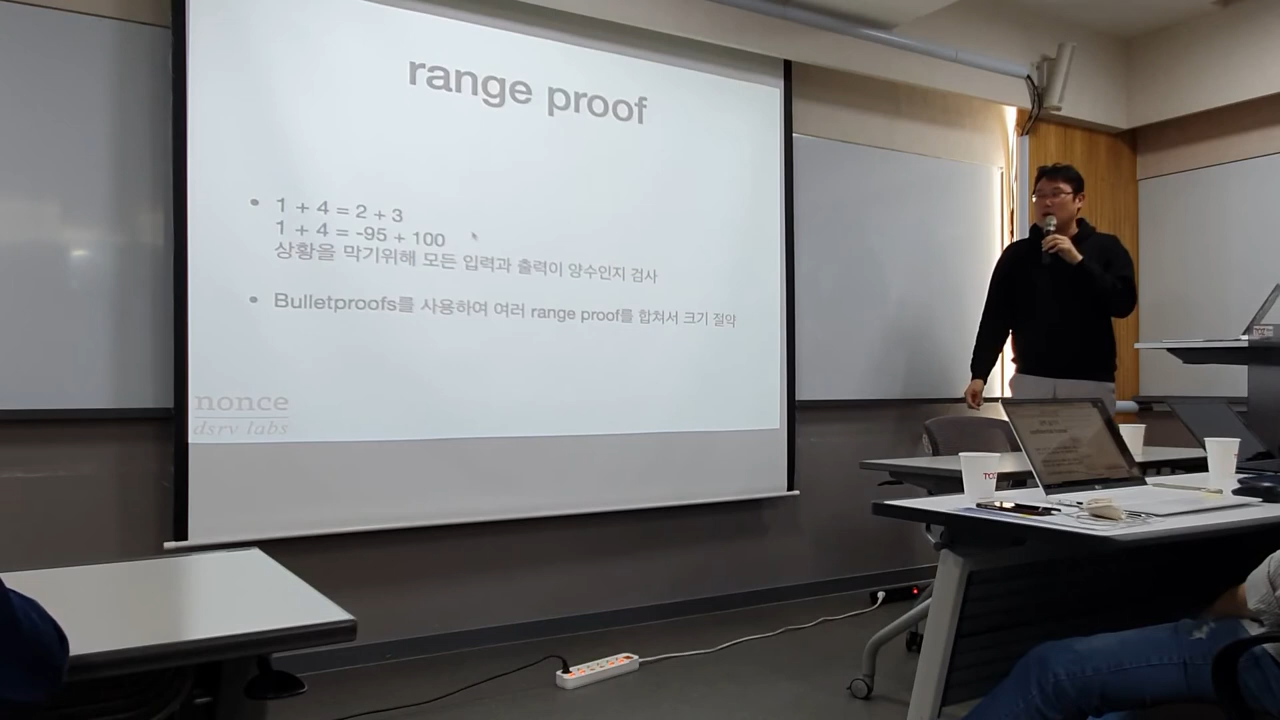 range proof
• 1 + 4 = 2 + 3
1 + 4 = -95 + 100
상황을 막기위해 모든 입력과 출력이 양수인지 검사
• Bulletproofs를 사용하여 여러 range proof를 합쳐서 크기 절약
nonce
dsrv labs